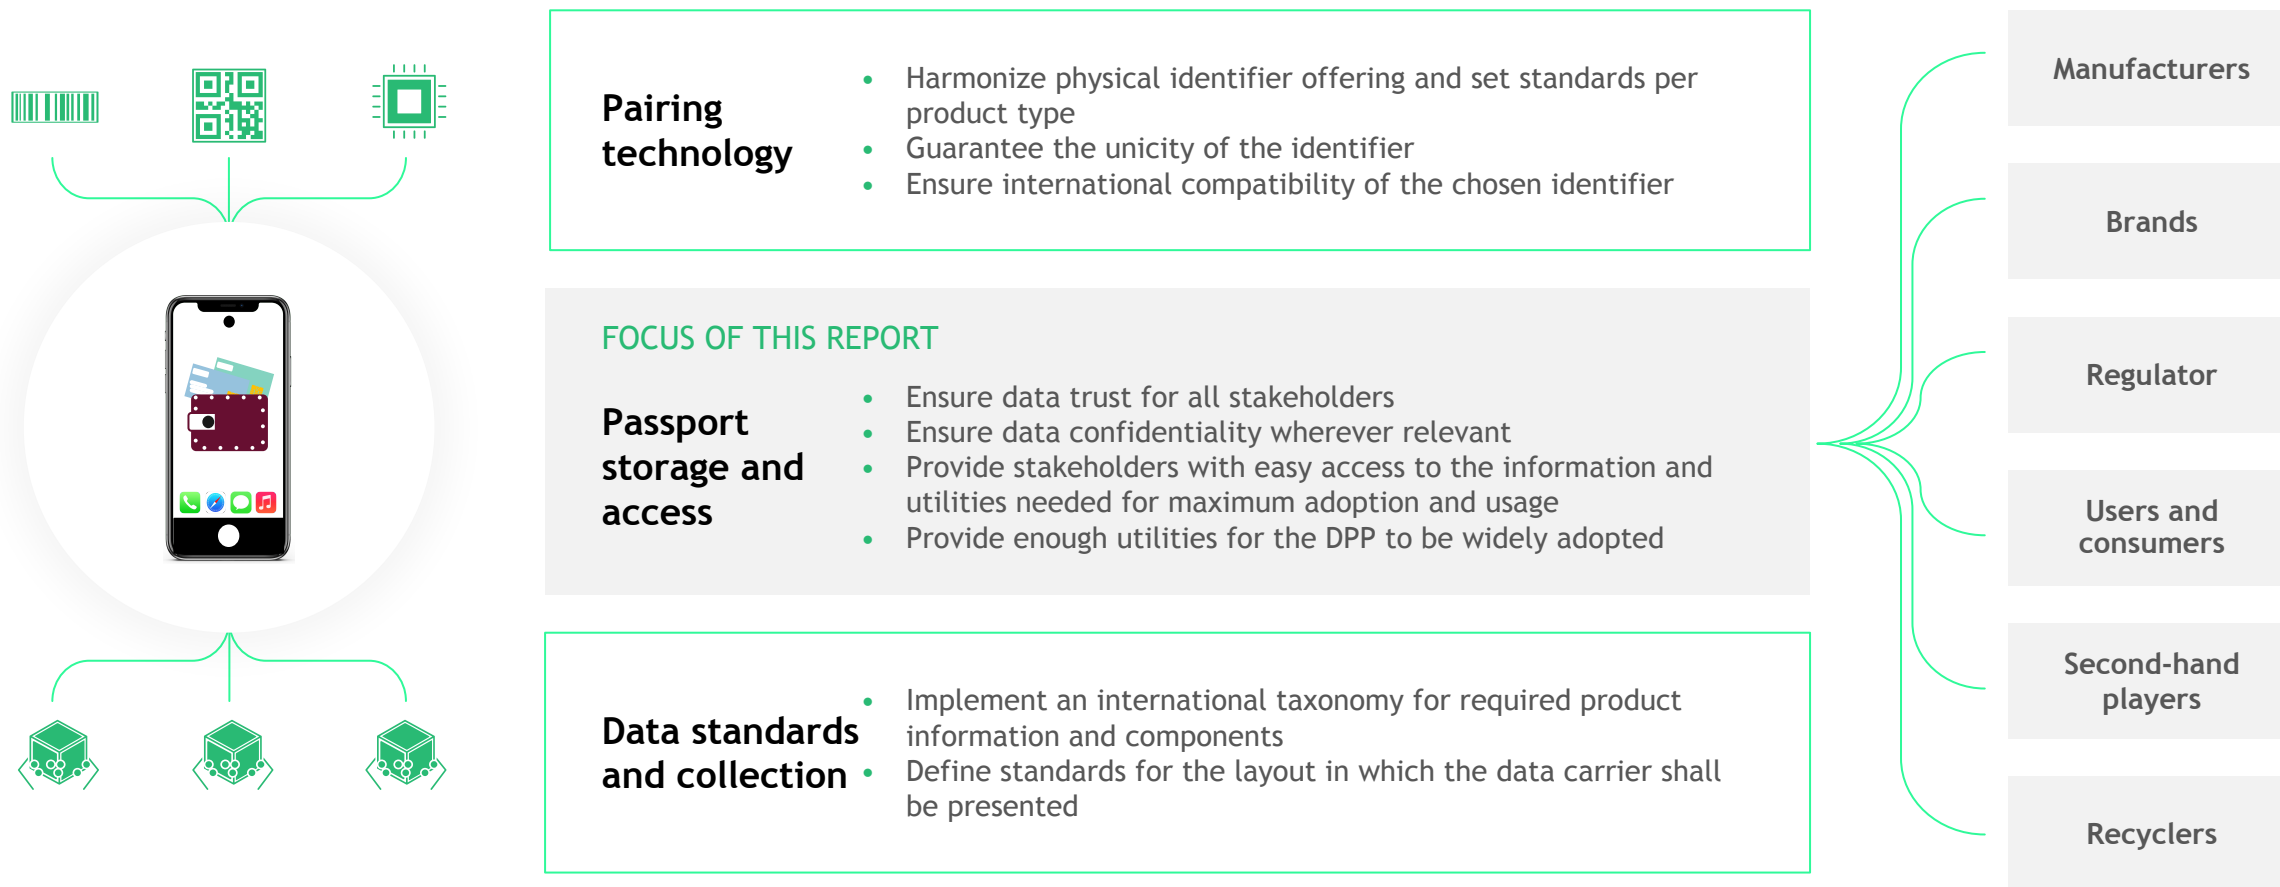 Pairing
technology
• Harmonize physical identifier offering and set standards per
product type
• Guarantee the unicity of the identifier
• Ensure international compatibility of the chosen identifier
FOCUS OF THIS REPORT
Passport
storage and
access
• Ensure data trust for all stakeholders
• Ensure data confidentiality wherever relevant
• Provide stakeholders with easy access to the information and
utilities needed for maximum adoption and usage
• Provide enough utilities for the DPP to be widely adopted
Data standards
and collection
• Implement an international taxonomy for required product
information and components
• Define standards for the layout in which the data carrier shall
be presented
Manufacturers
Brands
Regulator
Users and
consumers
Second-hand
players
Recyclers